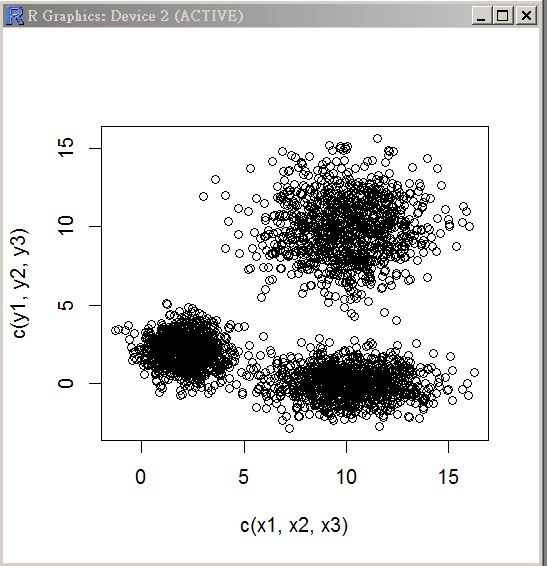 R Graphics: Device 2 (ACTIVE)
15
10
5
0
c(y1, y2, y3)
0 5 10 15
c(x1, x2, x3)